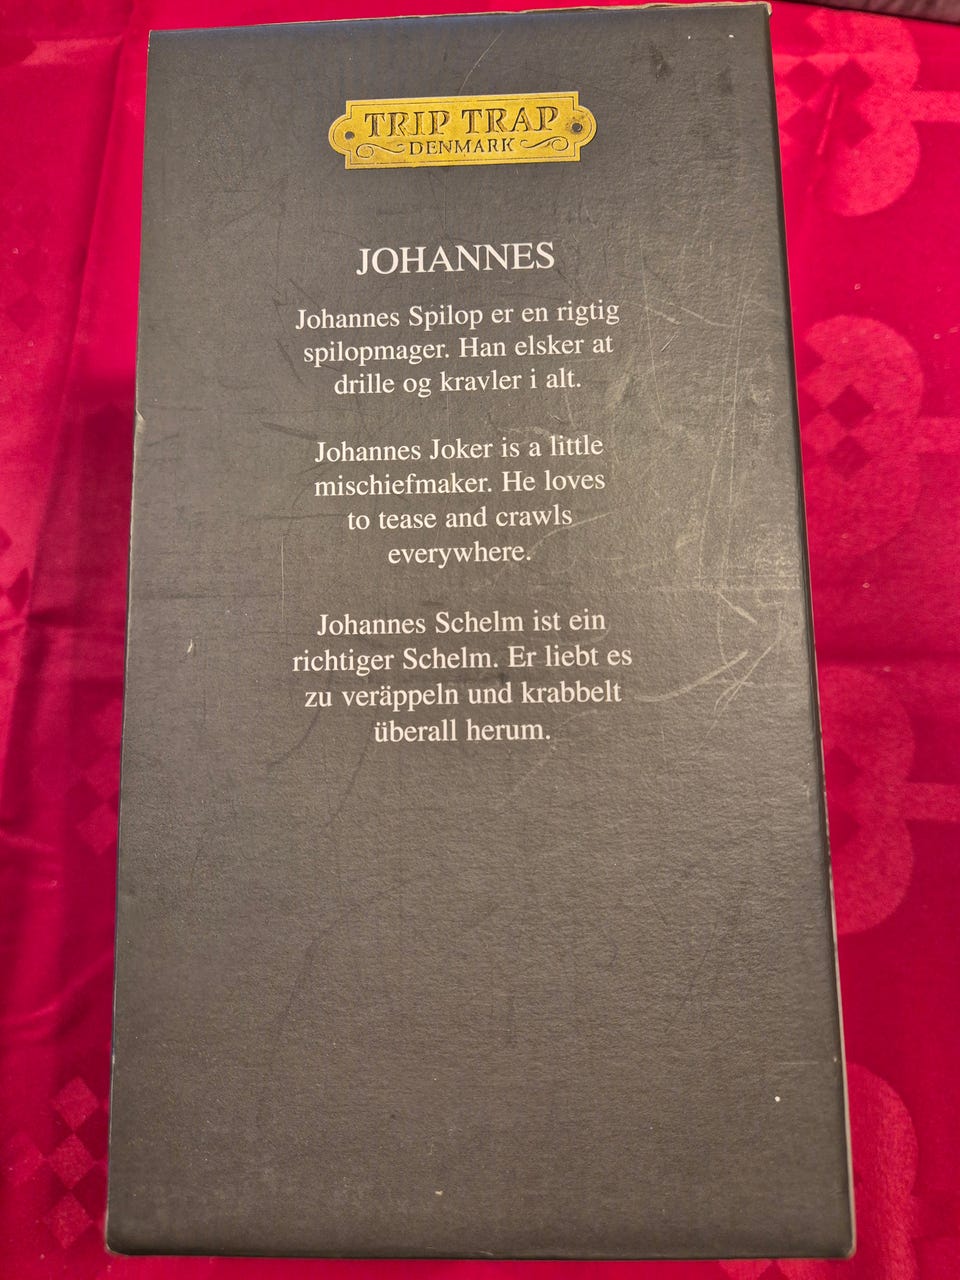 TRIP TRAP
DENMARK
JOHANNES
Johannes Spilop er en rigtig
spilopmager. Han elsker at
drille og kravler i alt.
Johannes Joker is a little
mischiefmaker. He loves
to tease and crawls
everywhere.
Johannes Schelm ist ein
richtiger Schelm. Er liebt es
zu veräppeln und krabbelt
überall herum.